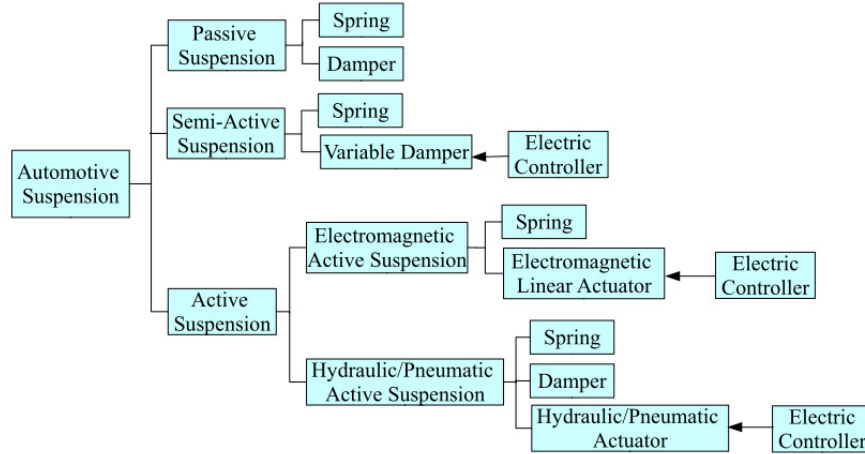 Automotive
Suspension
Passive
Suspension
Spring
Damper
Semi-Active
Suspension
Spring
Variable Damper
Electric
Controller
Active
Suspension
Electromagnetic
Active Suspension
Spring
Electromagnetic
Linear Actuator
Electric
Controller
Hydraulic/Pneumatic
Active Suspension
Spring
Damper
Hydraulic/Pneumatic
Actuator
Electric
Controller